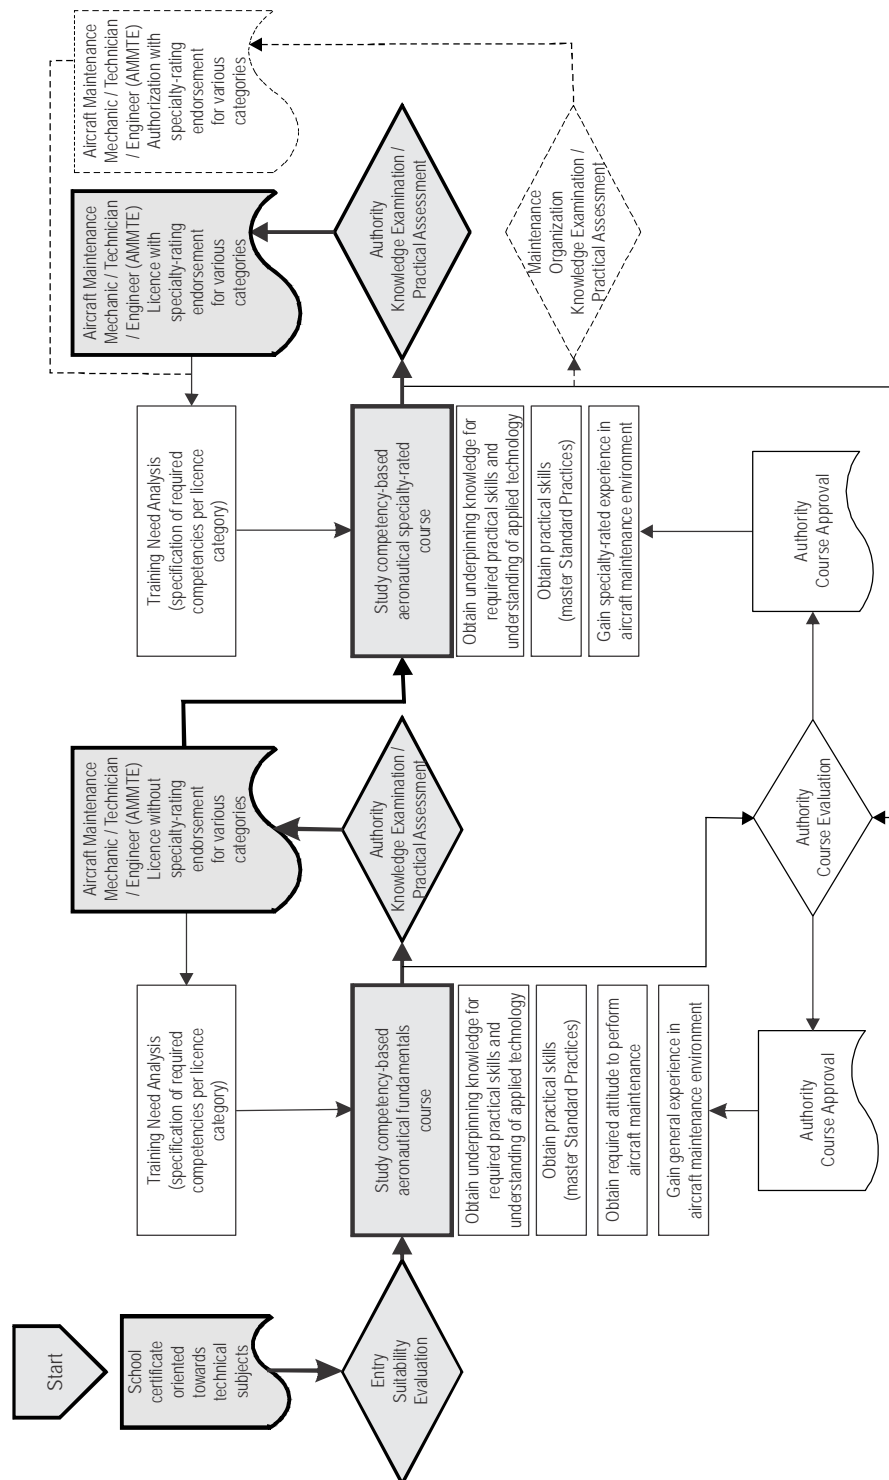 Start
School
certificate
oriented
towards
technical
subjects
Entry
Suitability
Evaluation
Training Need Analysis
(specification of required
competencies per licence
category)
Study competency-based
aeronautical fundamentals
course
Obtain underpinning knowledge for
required practical skills and
understanding of applied technology
Obtain practical skills
(master Standard Practices)
Obtain required attitude to perform
aircraft maintenance
Gain general experience in
aircraft maintenance environment
Authority
Course Approval
Aircraft Maintenance
Mechanic / Technician
/ Engineer (AMMTE)
Licence without
specialty-rating
endorsement
for various
categories
Authority
Knowledge Examination /
Practical Assessment
Authority
Course Evaluation
Training Need Analysis
(specification of required
competencies per licence
category)
Study competency-based
aeronautical specialty-rated
course
Obtain underpinning knowledge for
required practical skills and
understanding of applied technology
Obtain practical skills
(master Standard Practices)
Gain specialty-rated experience in
aircraft maintenance environment
Authority
Course Approval
Aircraft Maintenance
Mechanic / Technician
/ Engineer (AMMTE)
Licence with
specialty-rating
endorsement
for various
categories
Authority
Knowledge Examination /
Practical Assessment
Maintenance
Organization
Knowledge Examination /
Practical Assessment
Aircraft Maintenance
Mechanic / Technician
/ Engineer (AMMTE)
Authorization with
specialty-rating
endorsement
for various
categories